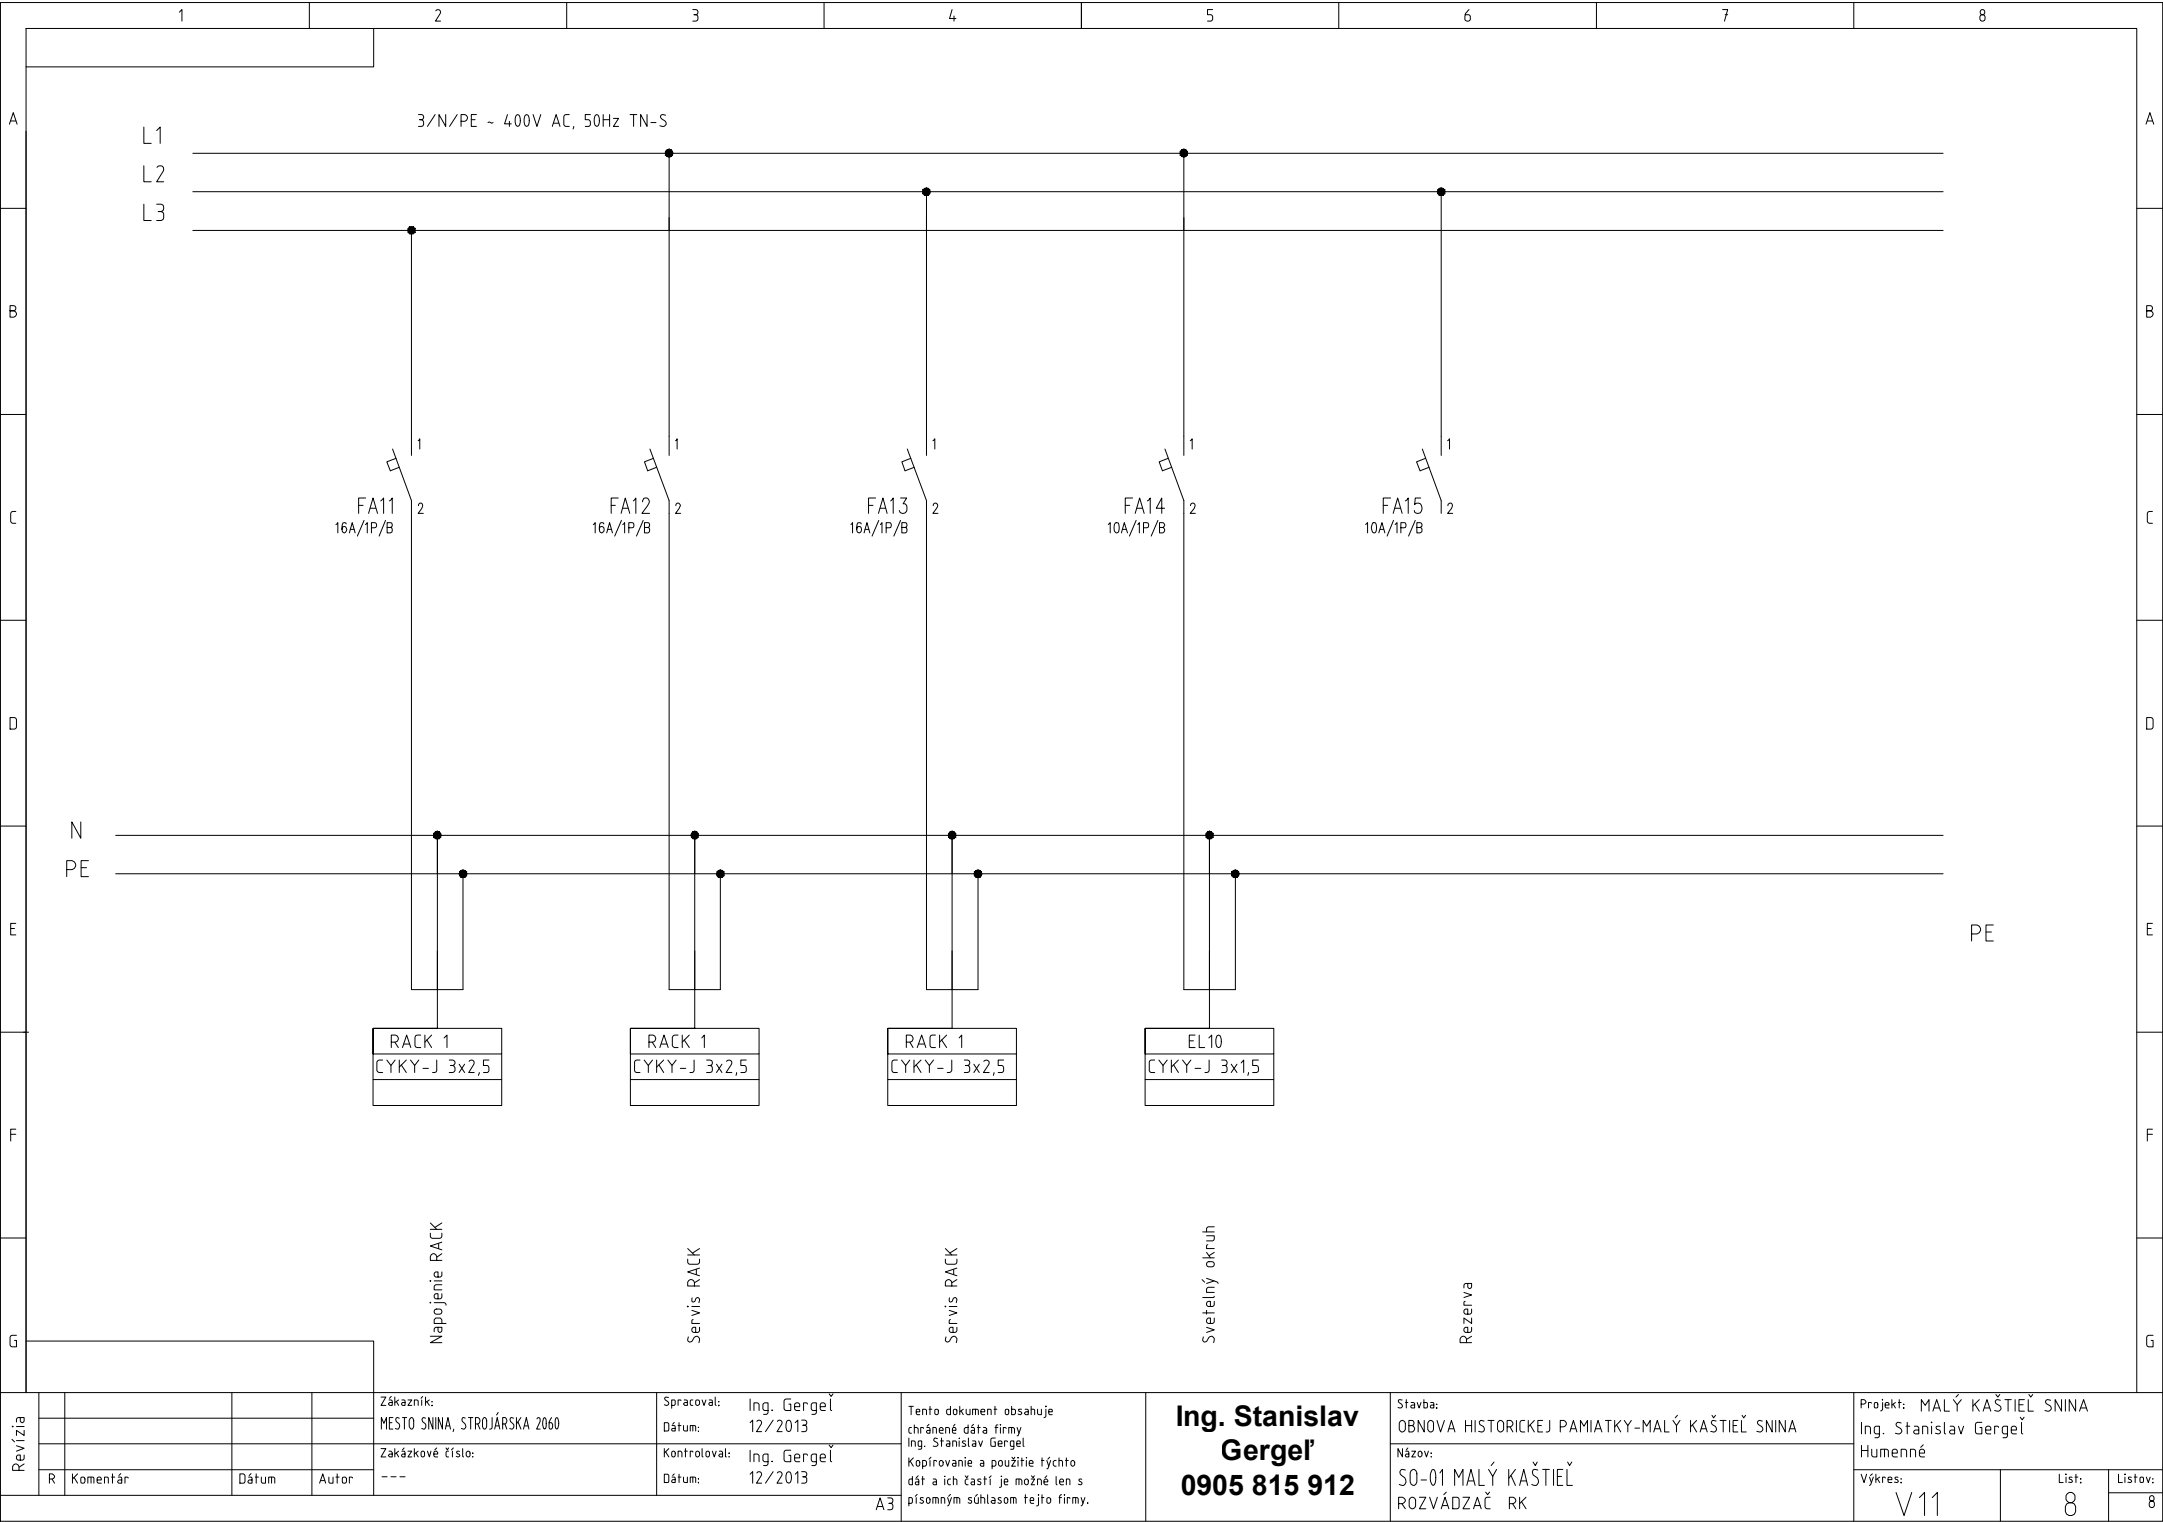 1 2 3 4 5 6 7 8
A A
3/N/PE ~ 400V AC, 50Hz TN-S
L1
L2
L3
B B
1 1 1 1 1
FA11 2 FA12 2 FA13 2 FA14 2 FA15 2
16A/1P/B 16A/1P/B 16A/1P/B 10A/1P/B 10A/1P/B
C C
D D
N
PE
E E
PE
RACK 1 RACK 1 RACK 1 EL10
CYKY-J 3x2,5 CYKY-J 3x2,5 CYKY-J 3x2,5 CYKY-J 3x1,5
F F
Napojenie RACK
Servis RACK
Servis RACK
Svetelný okruh
Rezerva
G G
Revízia
R Komentár Dátum Autor
Zákazník:
MESTO SNINA, STROJÁRSKA 2060
Zakázkové číslo:
---
Spracoval: Ing. Gergeľ
Dátum: 12/2013
Kontroloval: Ing. Gergeľ
Dátum: 12/2013
A3
Tento dokument obsahuje
chránené dáta firmy
Ing. Stanislav Gergel
Kopírovanie a použitie týchto
dát a ich častí je možné len s
písomným súhlasom tejto firmy.
Ing. Stanislav
Gergeľ
0905 815 912
Stavba:
OBNOVA HISTORICKEJ PAMIATKY-MALÝ KAŠTIEĽ SNINA
Názov:
SO-01 MALÝ KAŠTIEĽ
ROZVÁDZAČ RK
Projekt: MALÝ KAŠTIEĽ SNINA
Ing. Stanislav Gergeľ
Humenné
Výkres: List: Listov:
V11 8 8